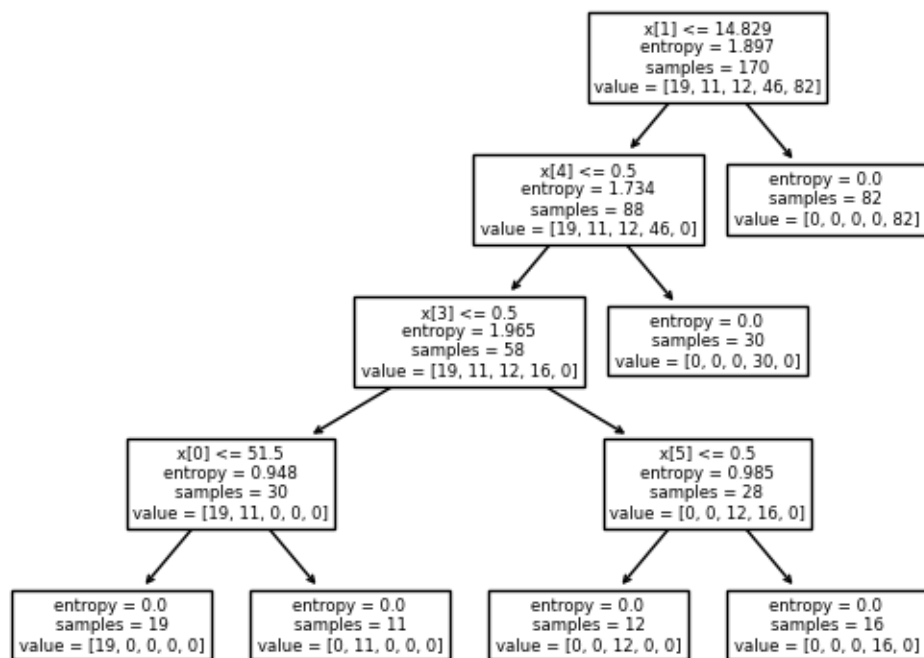 x[1] <= 14.829
entropy = 1.897
samples = 170
value = [19, 11, 12, 46, 82]
x[4] <= 0.5
entropy = 1.734
samples = 88
value = [19, 11, 12, 46, 0]
entropy = 0.0
samples = 82
value = [0, 0, 0, 0, 82]
x[3] <= 0.5
entropy = 1.965
samples = 58
value = [19, 11, 12, 16, 0]
entropy = 0.0
samples = 30
value = [0, 0, 0, 30, 0]
x[0] <= 51.5
entropy = 0.948
samples = 30
value = [19, 11, 0, 0, 0]
x[5] <= 0.5
entropy = 0.985
samples = 28
value = [0, 0, 12, 16, 0]
entropy = 0.0
samples = 19
value = [19, 0, 0, 0, 0]
entropy = 0.0
samples = 11
value = [0, 11, 0, 0, 0]
entropy = 0.0
samples = 12
value = [0, 0, 12, 0, 0]
entropy = 0.0
samples = 16
value = [0, 0, 0, 16, 0]